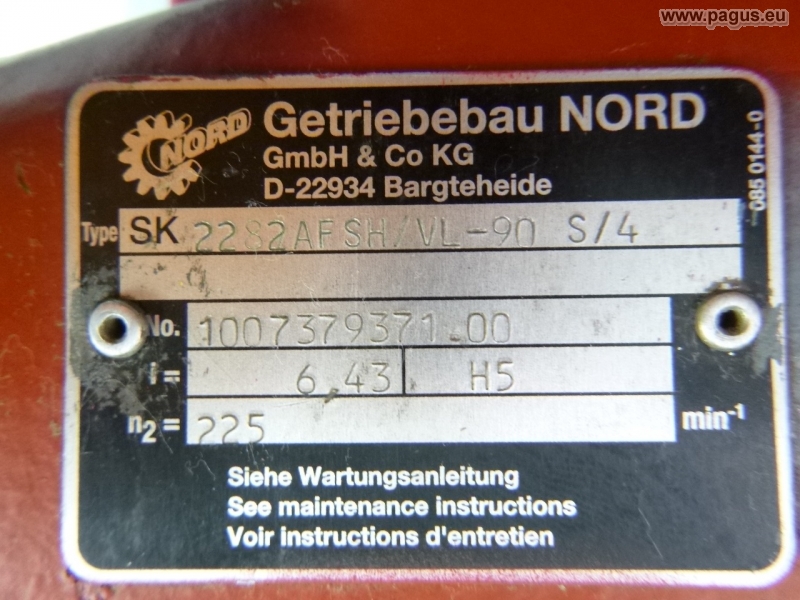 www.pagus.eu
NORD
Getriebebau NORD
GmbH & Co KG
D-22934 Bargteheide
085 0144-0
Type SK 2282AFSH/VL-90 S/4
No. 1007379371.00
i= 6,43 H5
n₂= 225 min⁻¹
Siehe Wartungsanleitung
See maintenance instructions
Voir instructions d'entretien